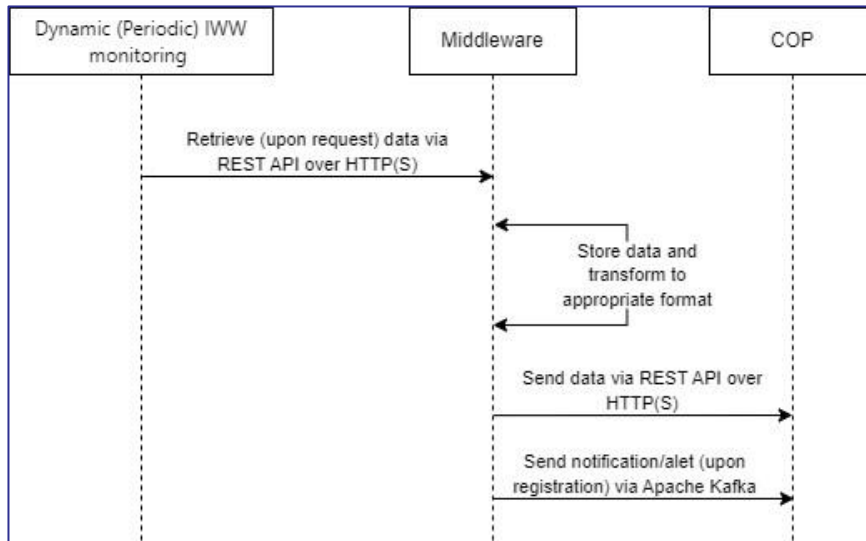 Dynamic (Periodic) IWW
monitoring
Middleware
COP
Retrieve (upon request) data via
REST API over HTTP(S)
Store data and
transform to
appropriate format
Send data via REST API over
HTTP(S)
Send notification/alet (upon
registration) via Apache Kafka